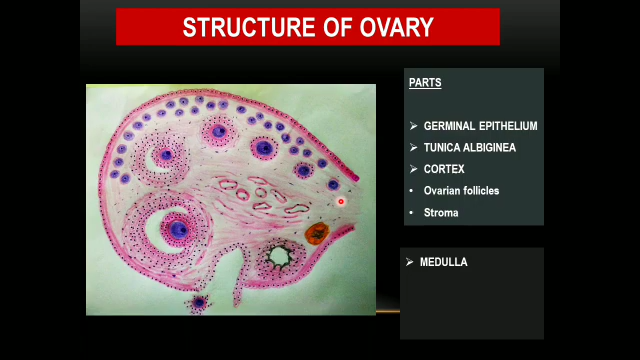 STRUCTURE OF OVARY
PARTS
➢ GERMINAL EPITHELIUM
➢ TUNICA ALBIGINEA
➢ CORTEX
• Ovarian follicles
• Stroma
➢ MEDULLA